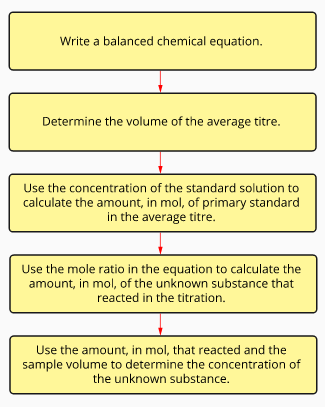 Write a balanced chemical equation.
Determine the volume of the average titre.
Use the concentration of the standard solution to
calculate the amount, in mol, of primary standard
in the average titre.
Use the mole ratio in the equation to calculate the
amount, in mol, of the unknown substance that
reacted in the titration.
Use the amount, in mol, that reacted and the
sample volume to determine the concentration of
the unknown substance.